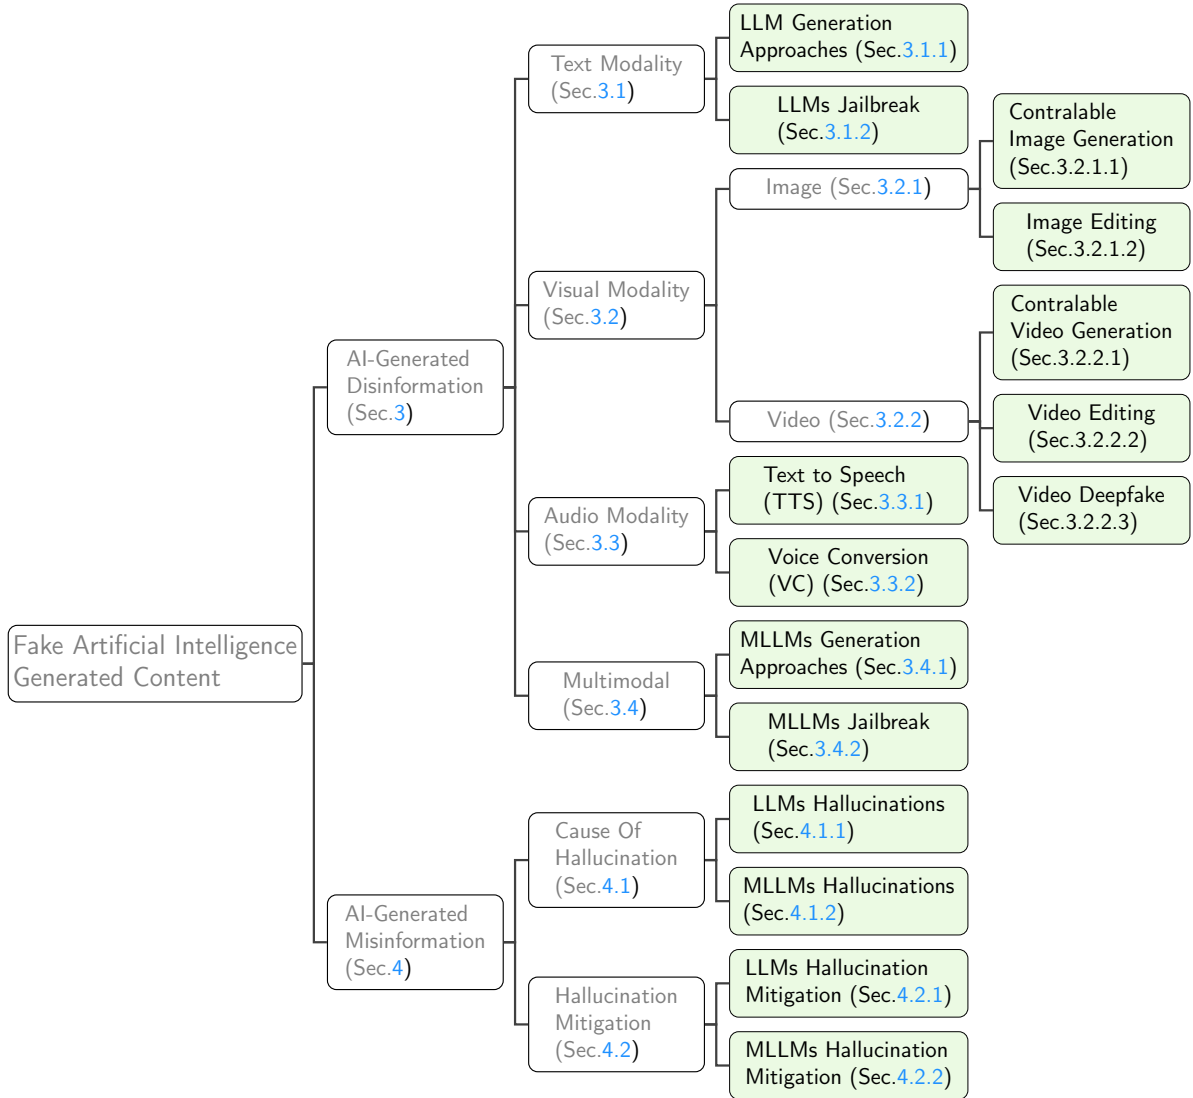 Fake Artificial Intelligence
Generated Content
AI-Generated
Disinformation
(Sec.3)
Text Modality
(Sec.3.1)
LLM Generation
Approaches (Sec.3.1.1)
LLMs Jailbreak
(Sec.3.1.2)
Visual Modality
(Sec.3.2)
Image (Sec.3.2.1)
Contralable
Image Generation
(Sec.3.2.1.1)
Image Editing
(Sec.3.2.1.2)
Video (Sec.3.2.2)
Contralable
Video Generation
(Sec.3.2.2.1)
Video Editing
(Sec.3.2.2.2)
Video Deepfake
(Sec.3.2.2.3)
Audio Modality
(Sec.3.3)
Text to Speech
(TTS) (Sec.3.3.1)
Voice Conversion
(VC) (Sec.3.3.2)
Multimodal
(Sec.3.4)
MLLMs Generation
Approaches (Sec.3.4.1)
MLLMs Jailbreak
(Sec.3.4.2)
AI-Generated
Misinformation
(Sec.4)
Cause Of
Hallucination
(Sec.4.1)
LLMs Hallucinations
(Sec.4.1.1)
MLLMs Hallucinations
(Sec.4.1.2)
Hallucination
Mitigation
(Sec.4.2)
LLMs Hallucination
Mitigation (Sec.4.2.1)
MLLMs Hallucination
Mitigation (Sec.4.2.2)